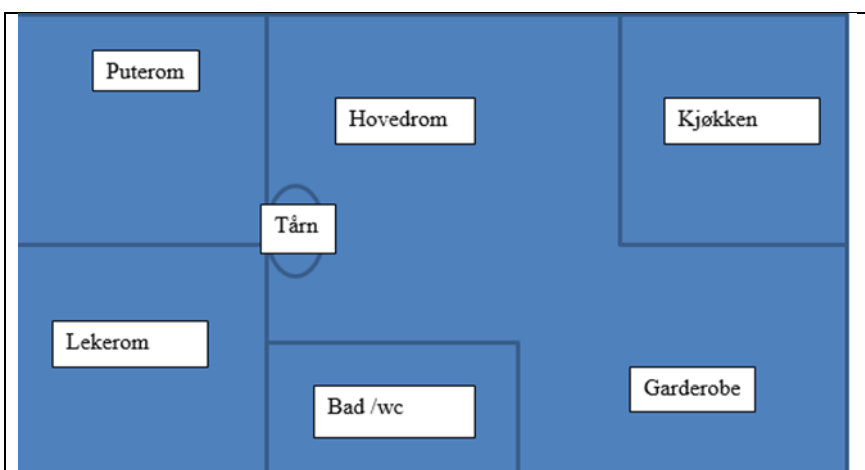 Puterom
Hovedrom
Kjøkken
Tårn
Lekerom
Bad /wc
Garderobe